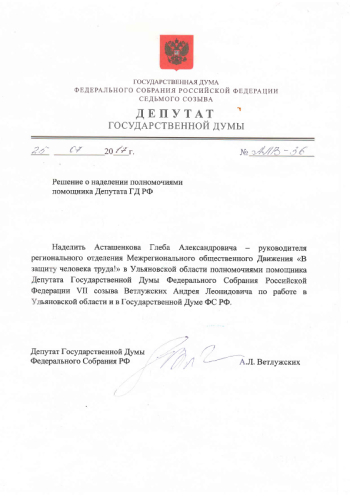 ГОСУДАРСТВЕННАЯ ДУМА
ФЕДЕРАЛЬНОГО СОБРАНИЯ РОССИЙСКОЙ ФЕДЕРАЦИИ
СЕДЬМОГО СОЗЫВА
ДЕПУТАТ
ГОСУДАРСТВЕННОЙ ДУМЫ
25 07 2017 г. № АЛВ-36
Решение о наделении полномочиями
помощника Депутата ГД РФ
Наделить Асташенкова Глеба Александровича – руководителя
регионального отделения Межрегионального общественного Движения «В
защиту человека труда!» в Ульяновской области полномочиями помощника
Депутата Государственной Думы Федерального Собрания Российской
Федерации VII созыва Ветлужских Андрея Леонидовича по работе в
Ульяновской области и в Государственной Думе ФС РФ.
Депутат Государственной Думы
Федерального Собрания РФ А.Л. Ветлужских